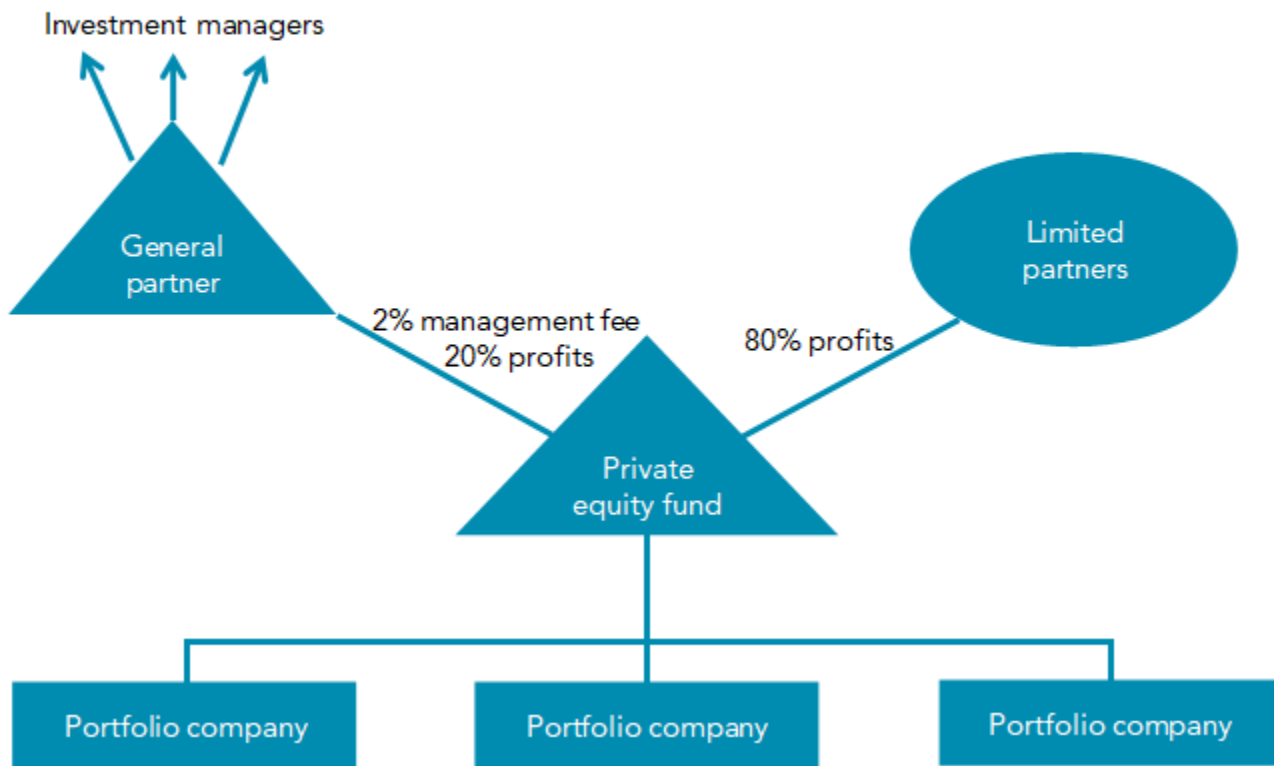 Investment managers
General
partner
Limited
partners
2% management fee
20% profits
80% profits
Private
equity fund
Portfolio company
Portfolio company
Portfolio company